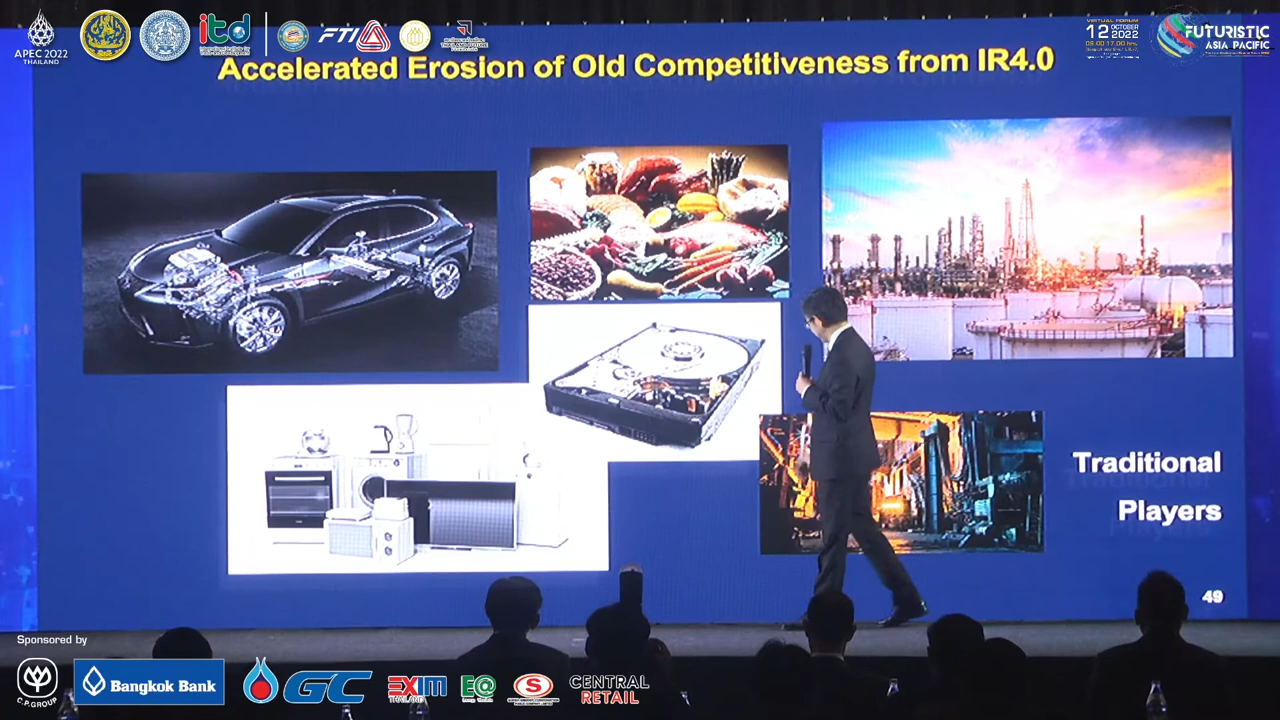 APEC 2022
THAILAND
itd
FTI
VIRTUAL FORUM
12 OCTOBER 2022
FUTURISTIC
ASIA PACIFIC
Accelerated Erosion of Old Competitiveness from IR4.0
Traditional
Players
49
Sponsored by
C.P.GROUP
Bangkok Bank
GC
EXIM
THAILAND
E@
S
CENTRAL
RETAIL